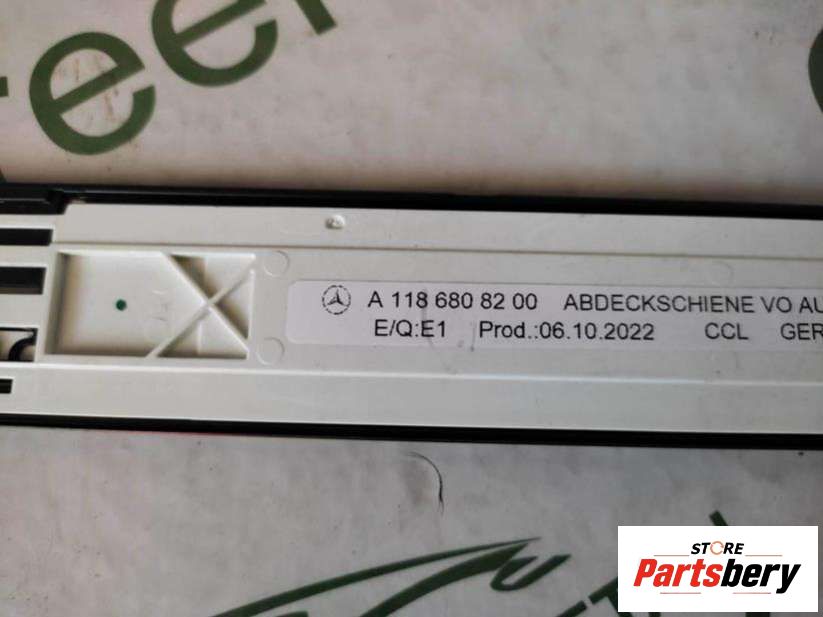 A 118 680 82 00 ABDECKSCHIENE VO AU
E/Q:E1 Prod.:06.10.2022 CCL GER
STORE
Partsbery